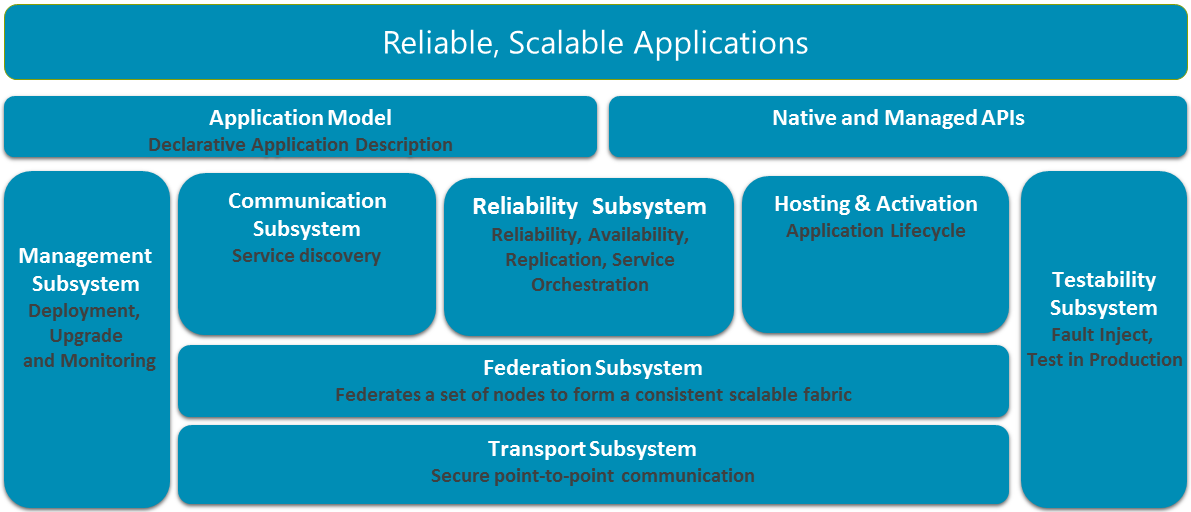 Reliable, Scalable Applications
Application Model
Declarative Application Description
Native and Managed APIs
Management
Subsystem
Deployment,
Upgrade
and Monitoring
Communication
Subsystem
Service discovery
Reliability Subsystem
Reliability, Availability,
Replication, Service
Orchestration
Hosting & Activation
Application Lifecycle
Testability
Subsystem
Fault Inject,
Test in Production
Federation Subsystem
Federates a set of nodes to form a consistent scalable fabric
Transport Subsystem
Secure point-to-point communication